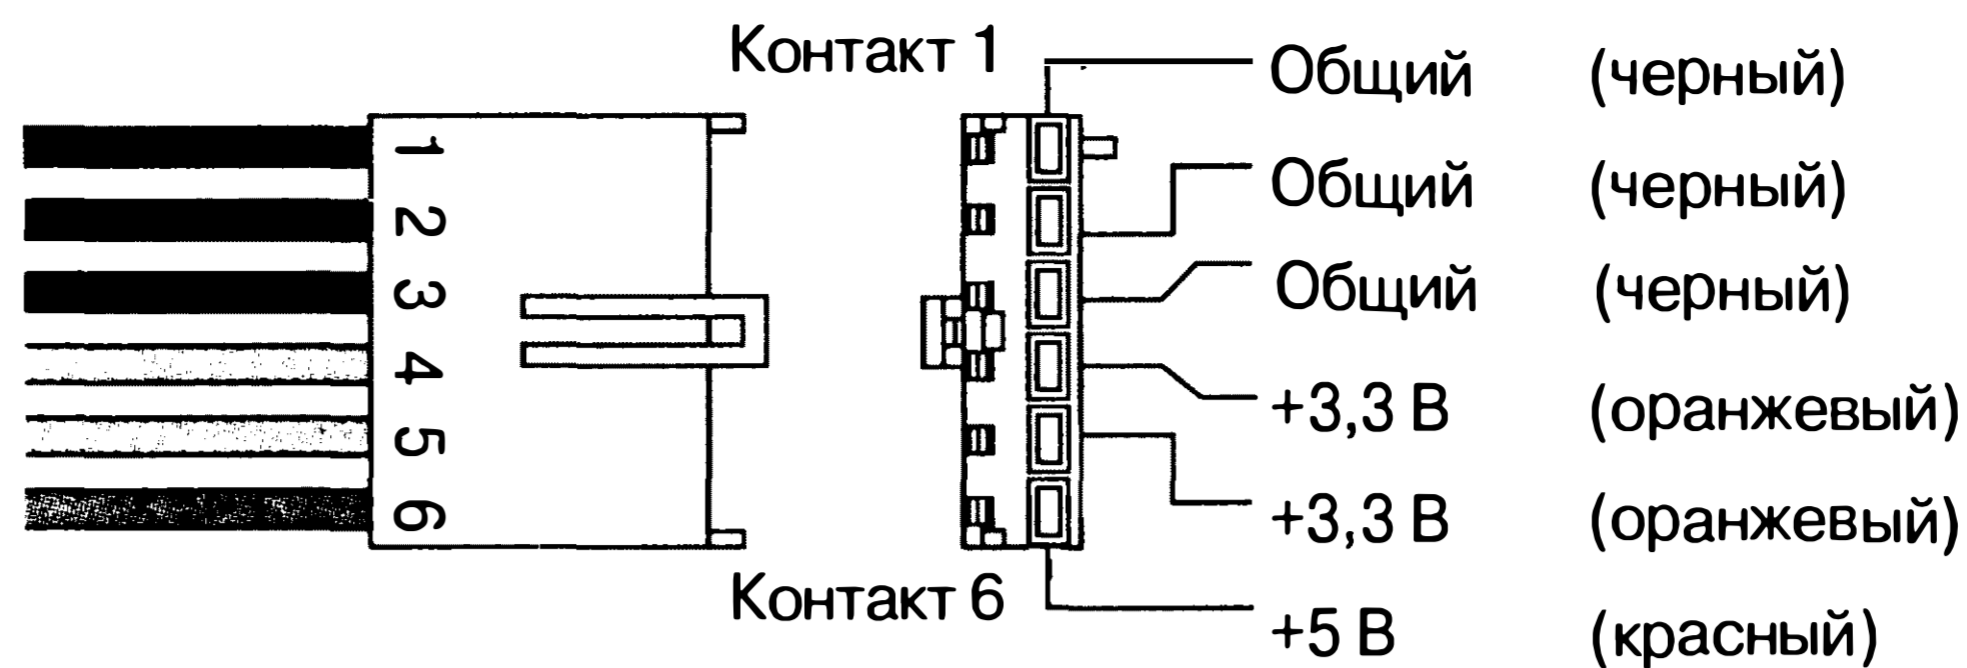 Контакт 1
Общий (черный)
Общий (черный)
Общий (черный)
+3,3 В (оранжевый)
+3,3 В (оранжевый)
+5 В (красный)
Контакт 6
1
2
3
4
5
6